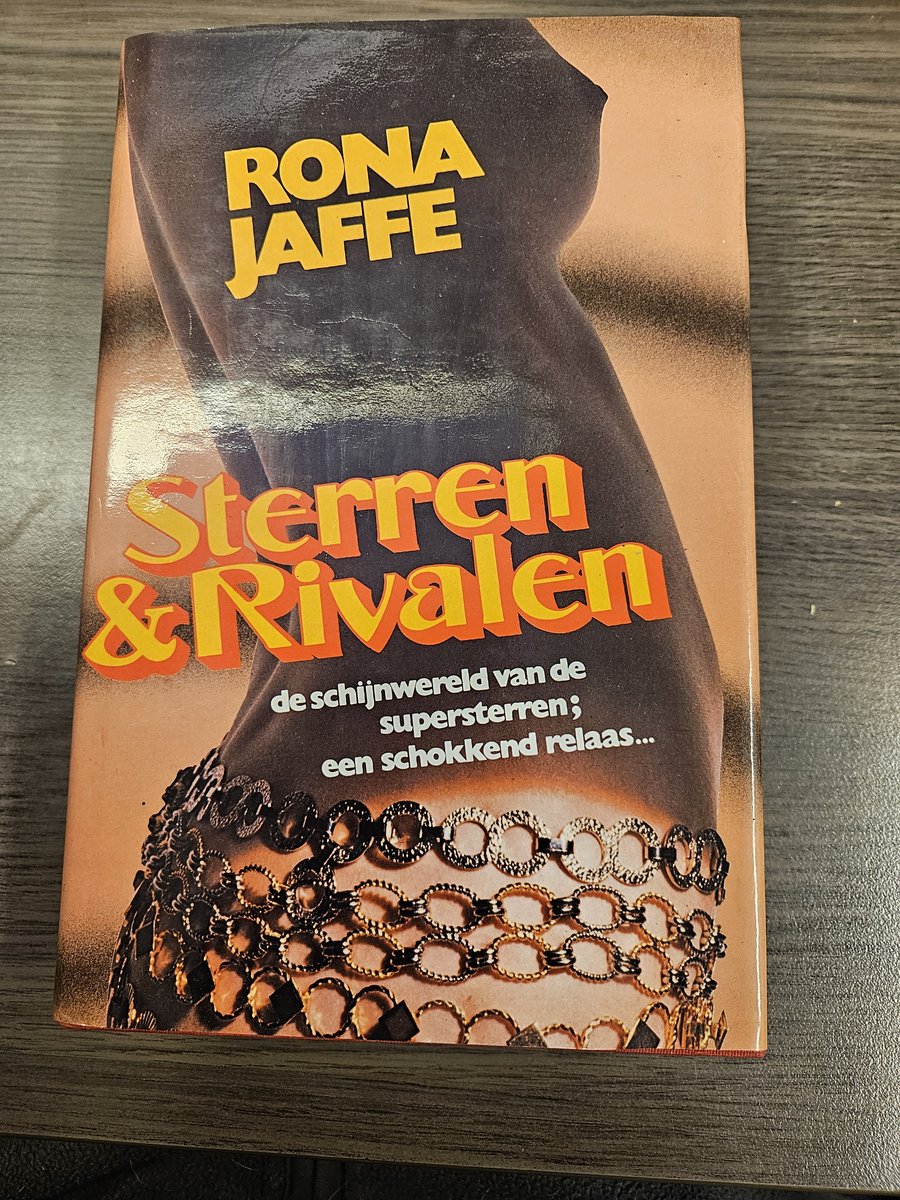 RONA
JAFFE
Sterren
& Rivalen
de schijnwereld van de
supersterren;
een schokkend relaas...